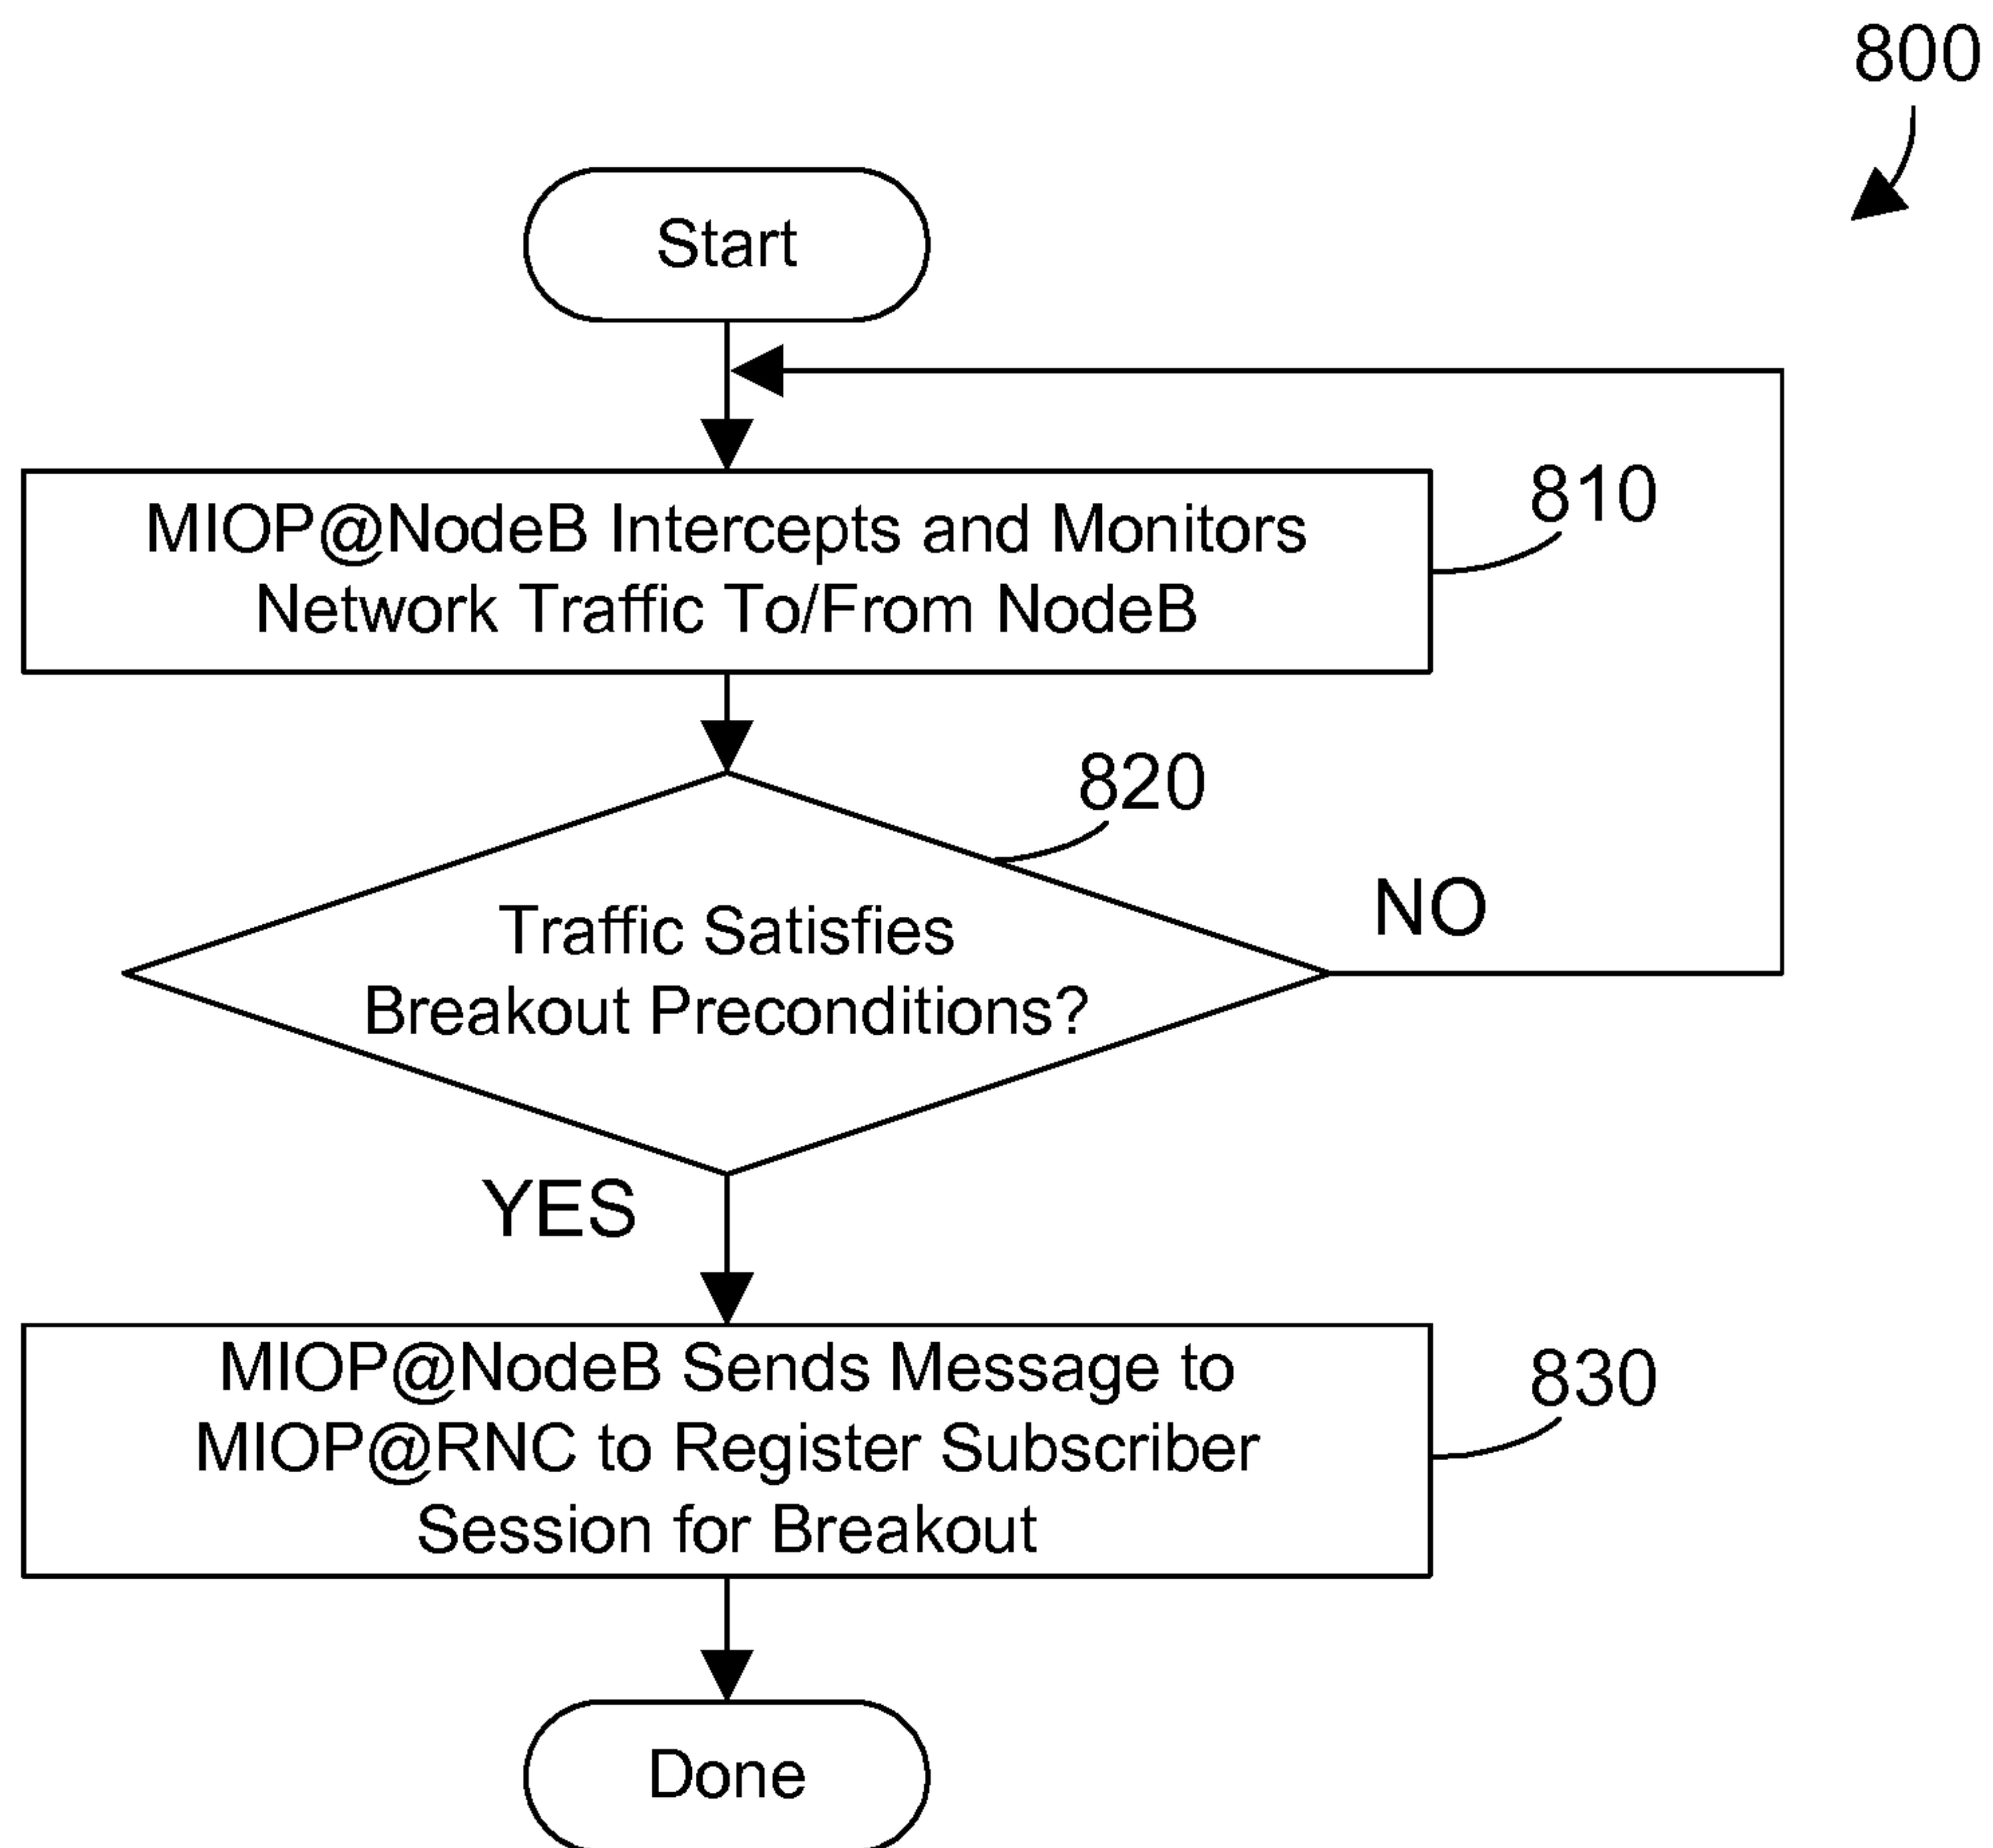 800
Start
MIOP@NodeB Intercepts and Monitors
Network Traffic To/From NodeB
810
820
Traffic Satisfies
Breakout Preconditions?
NO
YES
MIOP@NodeB Sends Message to
MIOP@RNC to Register Subscriber
Session for Breakout
830
Done